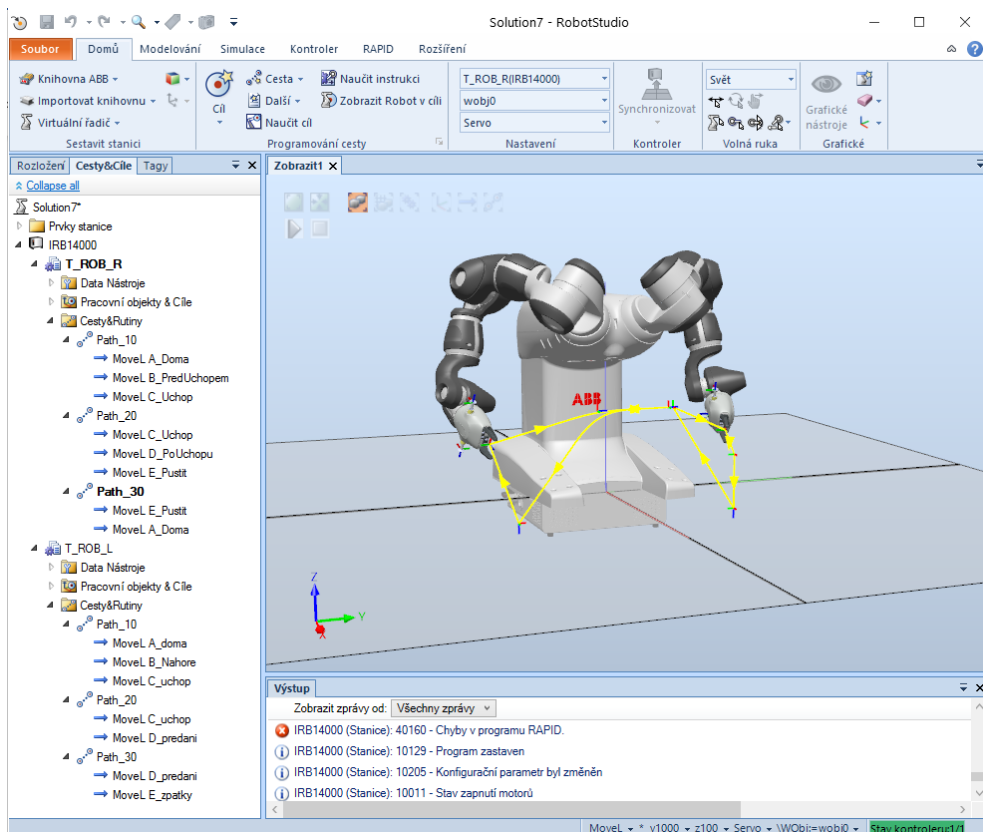 Solution7 - RobotStudio
Soubor Domů Modelování Simulace Kontroler RAPID Rozšíření
Knihovna ABB
Importovat knihovnu
Virtuální řadič
Sestavit stanici
Cíl
Cesta
Další
Naučit cíl
Naučit instrukci
Zobrazit Robot v cíli
Programování cesty
T_ROB_R(IRB14000)
wobj0
Servo
Nastavení
Synchronizovat
Kontroler
Svět
Volná ruka
Grafické
nástroje
Grafické
Rozložení Cesty&Cíle Tagy
Collapse all
Solution7*
Prvky stanice
IRB14000
T_ROB_R
Data Nástroje
Pracovní objekty & Cíle
Cesty&Rutiny
Path_10
MoveL A_Doma
MoveL B_PredUchopem
MoveL C_Uchop
Path_20
MoveL C_Uchop
MoveL D_PoUchopu
MoveL E_Pustit
Path_30
MoveL E_Pustit
MoveL A_Doma
T_ROB_L
Data Nástroje
Pracovní objekty & Cíle
Cesty&Rutiny
Path_10
MoveL A_doma
MoveL B_Nahore
MoveL C_uchop
Path_20
MoveL C_uchop
MoveL D_predani
Path_30
MoveL D_predani
MoveL E_zpatky
Zobrazit1
ABB
Z
Y
X
Výstup
Zobrazit zprávy od: Všechny zprávy
IRB14000 (Stanice): 40160 - Chyby v programu RAPID.
IRB14000 (Stanice): 10129 - Program zastaven
IRB14000 (Stanice): 10205 - Konfigurační parametr byl změněn
IRB14000 (Stanice): 10011 - Stav zapnutí motorů
MoveL * v1000 z100 Servo \WObj:=wobj0 Stav kontroleru:1/1